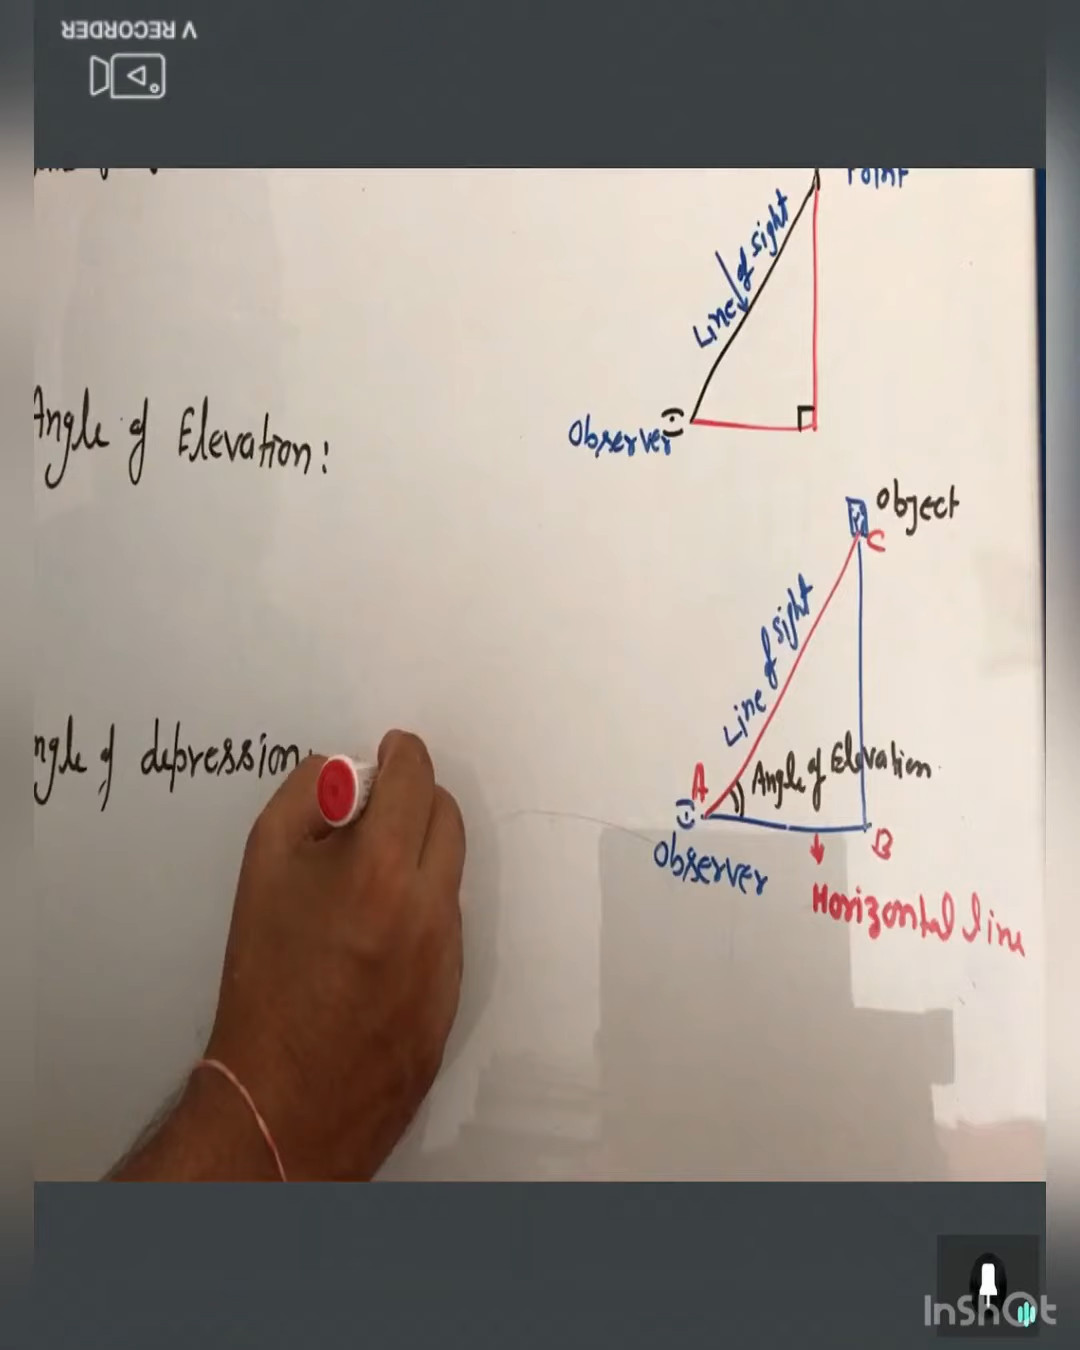 V RECORDER
Point
Line of sight
Observer
Angle of Elevation:
Object
C
Line of sight
A
Angle of Elevation
B
Observer
Horizontal line
ngle of depression:
InShOt